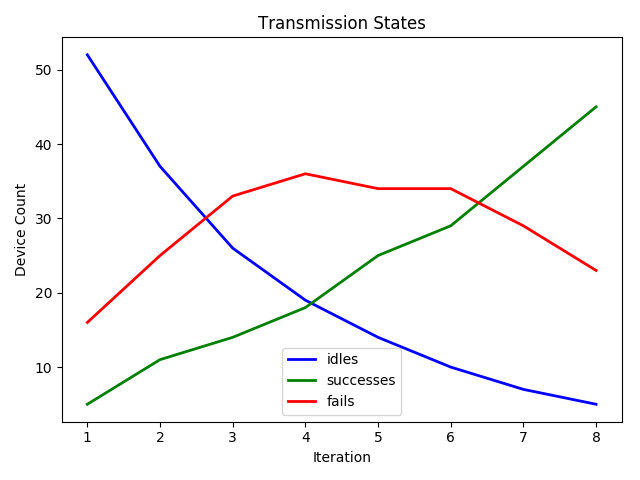 Transmission States
Device Count
50
40
30
20
10
idles
successes
fails
1 2 3 4 5 6 7 8
Iteration